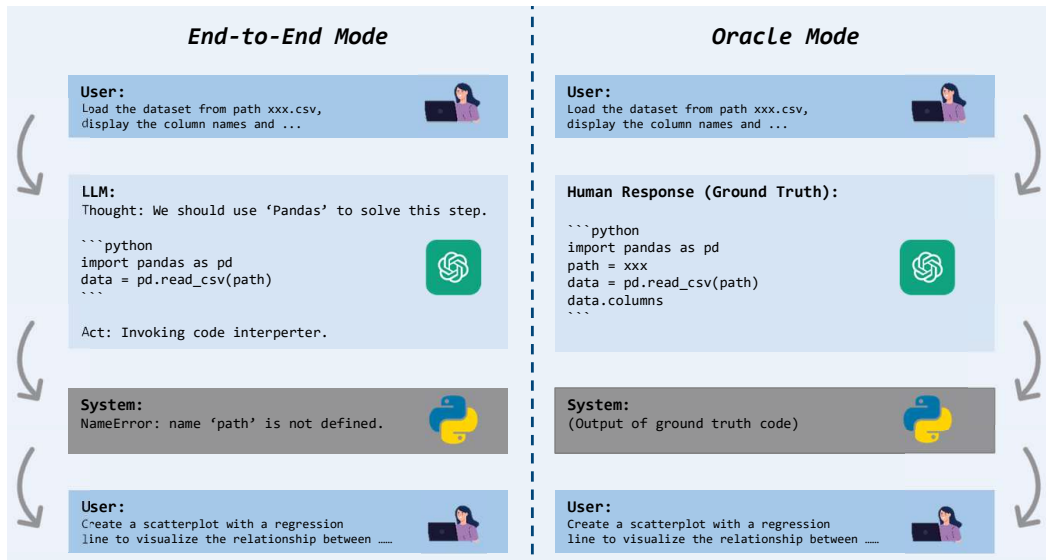 End-to-End Mode
User:
Load the dataset from path xxx.csv,
display the column names and ...
LLM:
Thought: We should use ‘Pandas’ to solve this step.
```python
import pandas as pd
data = pd.read_csv(path)
```
Act: Invoking code interperter.
System:
NameError: name ‘path’ is not defined.
User:
Create a scatterplot with a regression
line to visualize the relationship between ……
Oracle Mode
User:
Load the dataset from path xxx.csv,
display the column names and ...
Human Response (Ground Truth):
```python
import pandas as pd
path = xxx
data = pd.read_csv(path)
data.columns
```
System:
(Output of ground truth code)
User:
Create a scatterplot with a regression
line to visualize the relationship between ……